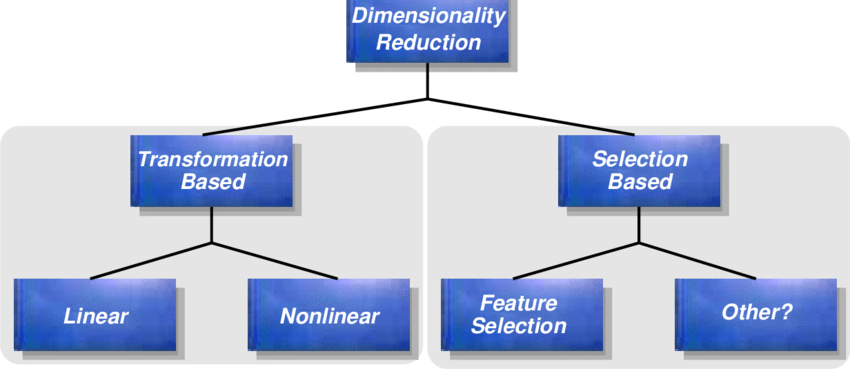 Dimensionality
Reduction
Transformation
Based
Selection
Based
Linear
Nonlinear
Feature
Selection
Other?